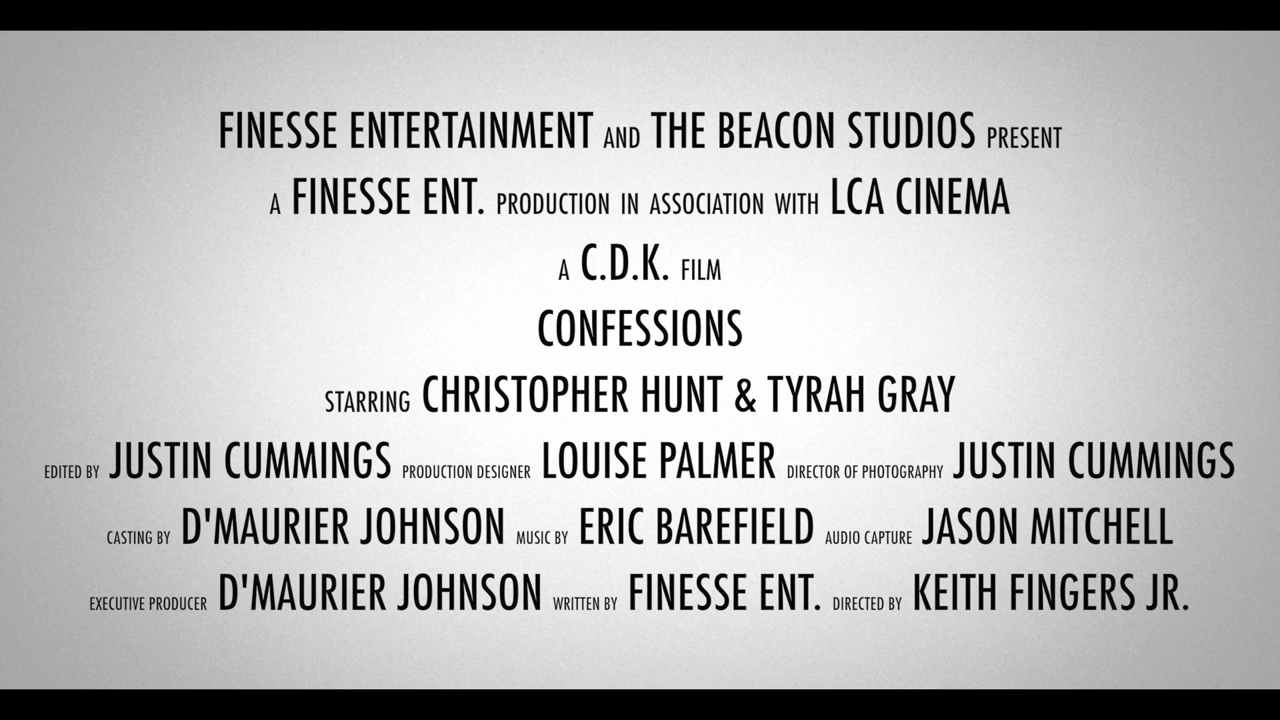 FINESSE ENTERTAINMENT AND THE BEACON STUDIOS PRESENT
A FINESSE ENT. PRODUCTION IN ASSOCIATION WITH LCA CINEMA
A C.D.K. FILM
CONFESSIONS
STARRING CHRISTOPHER HUNT & TYRAH GRAY
EDITED BY JUSTIN CUMMINGS PRODUCTION DESIGNER LOUISE PALMER DIRECTOR OF PHOTOGRAPHY JUSTIN CUMMINGS
CASTING BY D'MAURIER JOHNSON MUSIC BY ERIC BAREFIELD AUDIO CAPTURE JASON MITCHELL
EXECUTIVE PRODUCER D'MAURIER JOHNSON WRITTEN BY FINESSE ENT. DIRECTED BY KEITH FINGERS JR.